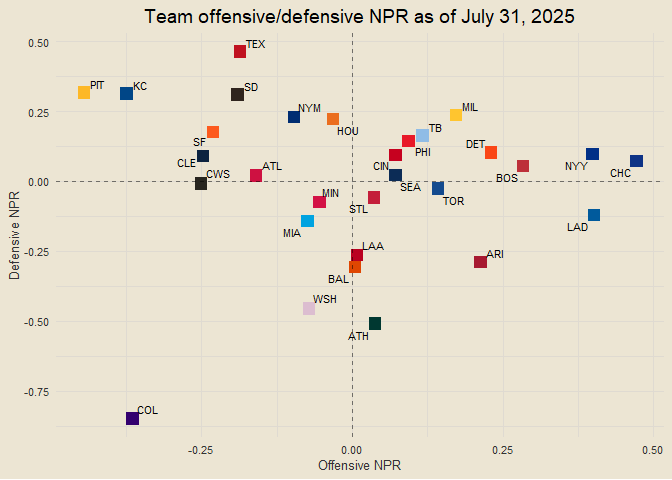 Team offensive/defensive NPR as of July 31, 2025
0.50
TEX
PIT
KC
SD
0.25
NYM
MIL
HOU
TB
SF
DET
PHI
CLE
ATL
CIN
NYY
CWS
BOS
CHC
0.00
SEA
MIN
STL
TOR
MIA
LAD
Defensive NPR
-0.25
LAA
ARI
BAL
WSH
-0.50
ATH
-0.75
COL
-0.25
0.00
0.25
0.50
Offensive NPR